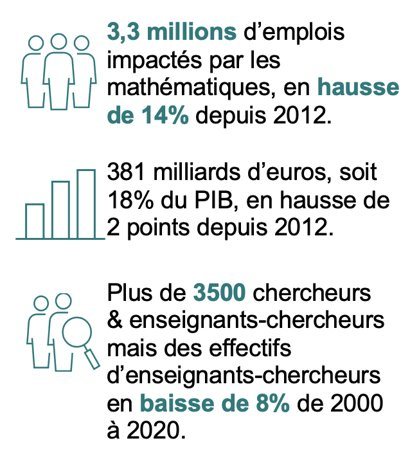 3,3 millions d’emplois
impactés par les
mathématiques, en hausse
de 14% depuis 2012.
381 milliards d’euros, soit
18% du PIB, en hausse de
2 points depuis 2012.
Plus de 3500 chercheurs
& enseignants-chercheurs
mais des effectifs
d’enseignants-chercheurs
en baisse de 8% de 2000
à 2020.